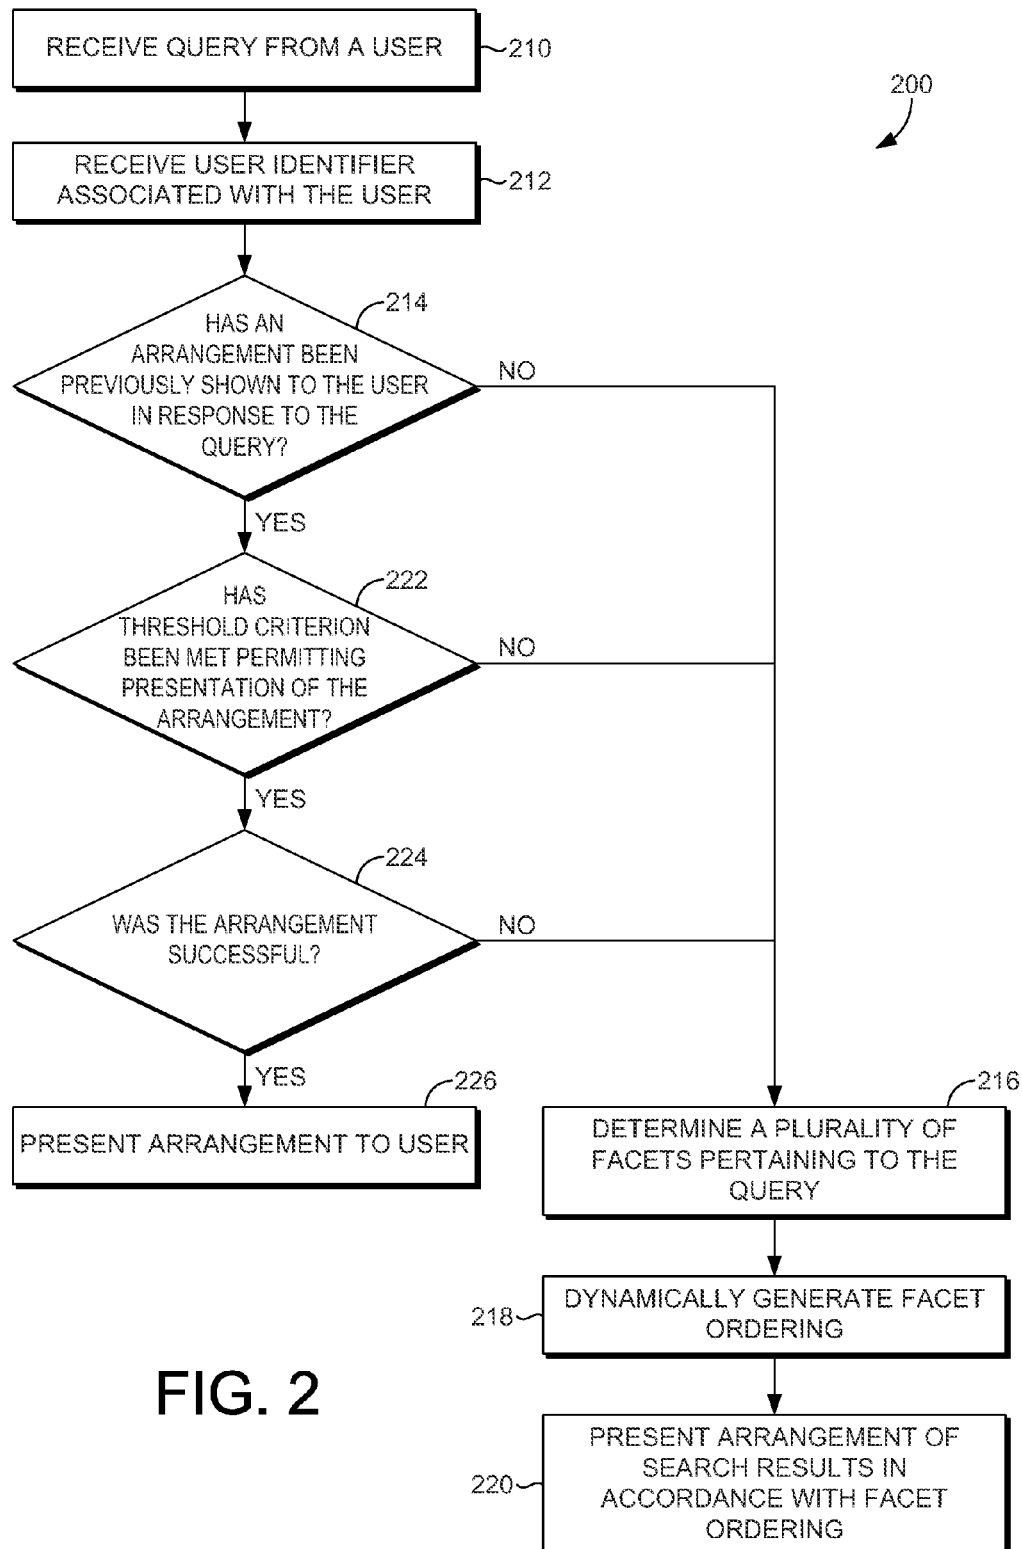 RECEIVE QUERY FROM A USER
210
200
RECEIVE USER IDENTIFIER
ASSOCIATED WITH THE USER
212
214
HAS AN
ARRANGEMENT BEEN
PREVIOUSLY SHOWN TO THE USER
IN RESPONSE TO THE
QUERY?
NO
YES
222
HAS
THRESHOLD CRITERION
BEEN MET PERMITTING
PRESENTATION OF THE
ARRANGEMENT?
NO
YES
224
WAS THE ARRANGEMENT
SUCCESSFUL?
NO
YES
226
PRESENT ARRANGEMENT TO USER
216
DETERMINE A PLURALITY OF
FACETS PERTAINING TO THE
QUERY
218
DYNAMICALLY GENERATE FACET
ORDERING
220
PRESENT ARRANGEMENT OF
SEARCH RESULTS IN
ACCORDANCE WITH FACET
ORDERING
FIG. 2